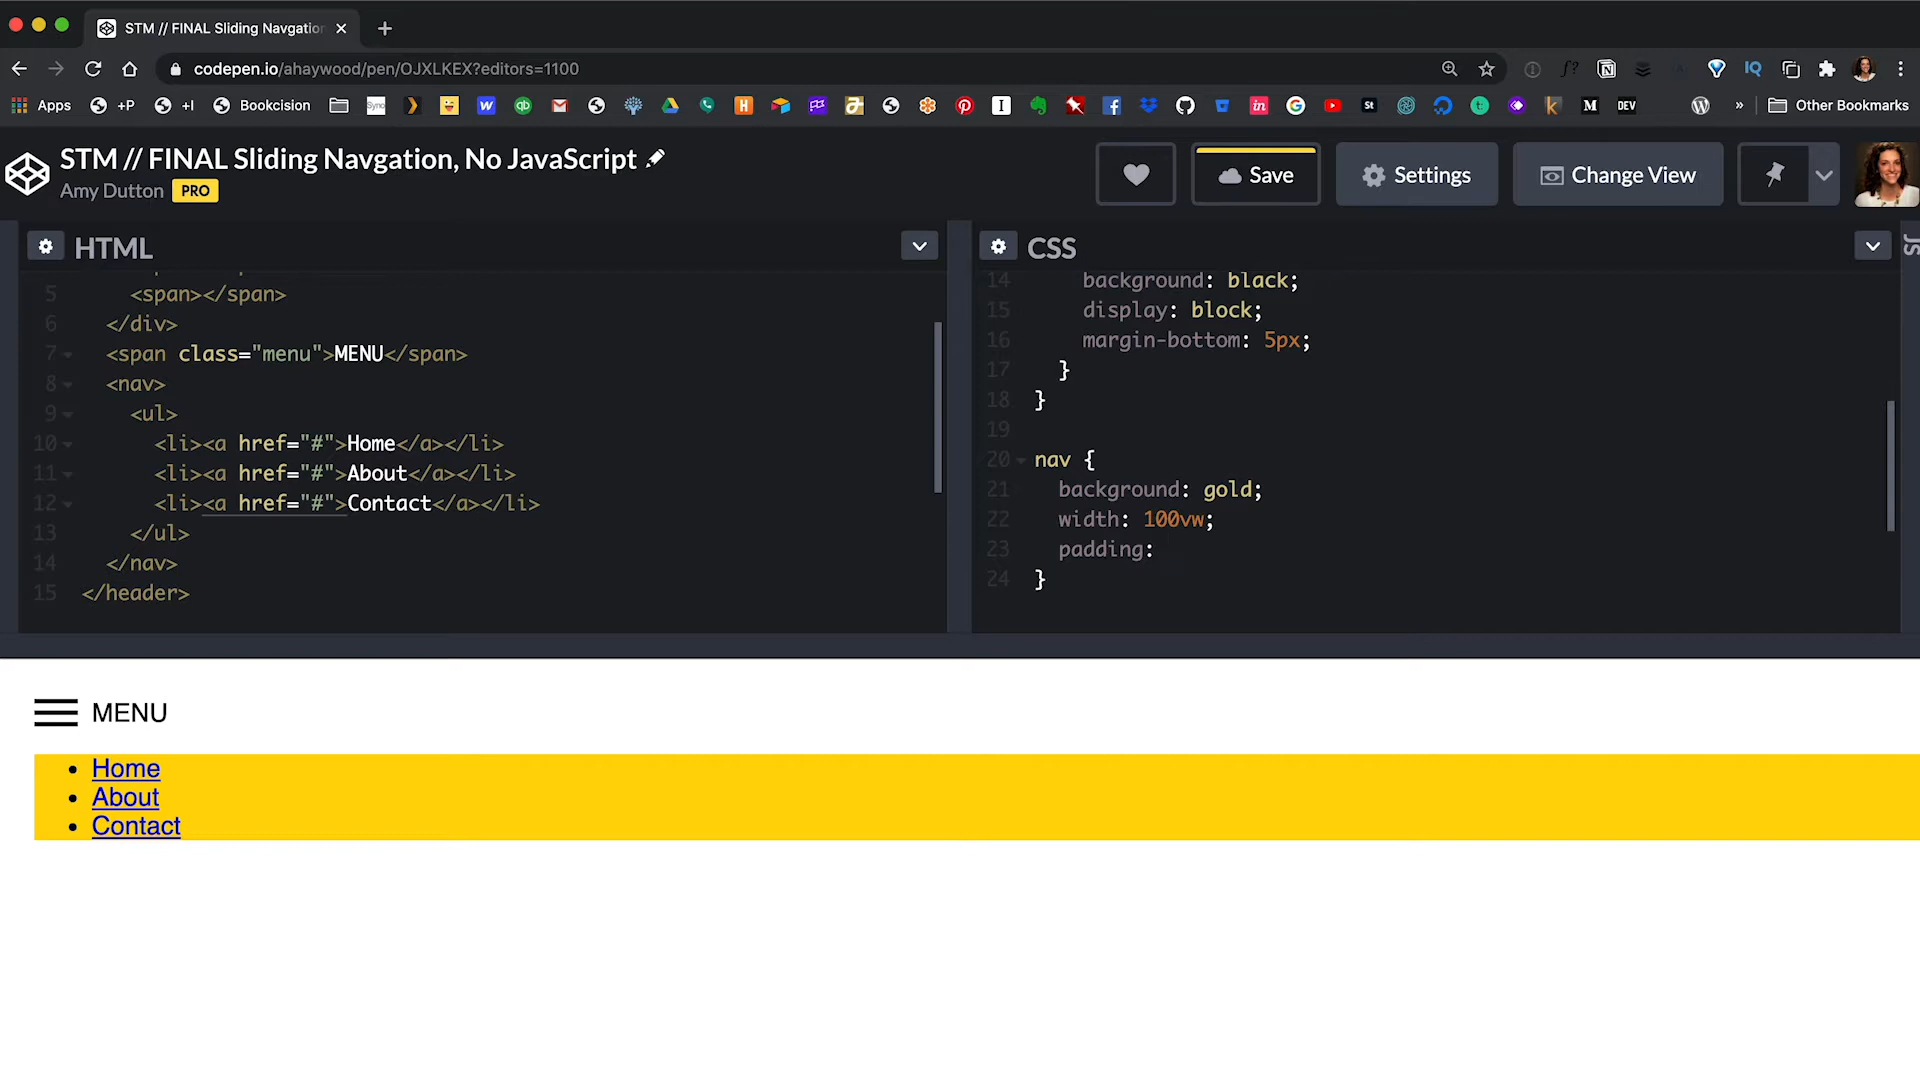 STM // FINAL Sliding Navgation
codepen.io/ahaywood/pen/OJXLKEX?editors=1100
Apps +P +I Bookcision Sync DEV Other Bookmarks
STM // FINAL Sliding Navgation, No JavaScript
Amy Dutton PRO
Save
Settings
Change View
HTML
5 <span></span>
6 </div>
7 <span class="menu">MENU</span>
8 <nav>
9 <ul>
10 <li><a href="#">Home</a></li>
11 <li><a href="#">About</a></li>
12 <li><a href="#">Contact</a></li>
13 </ul>
14 </nav>
15 </header>
CSS
14 background: black;
15 display: block;
16 margin-bottom: 5px;
17 }
18 }
19
20 nav {
21 background: gold;
22 width: 100vw;
23 padding:
24 }
JS
MENU
• Home
• About
• Contact